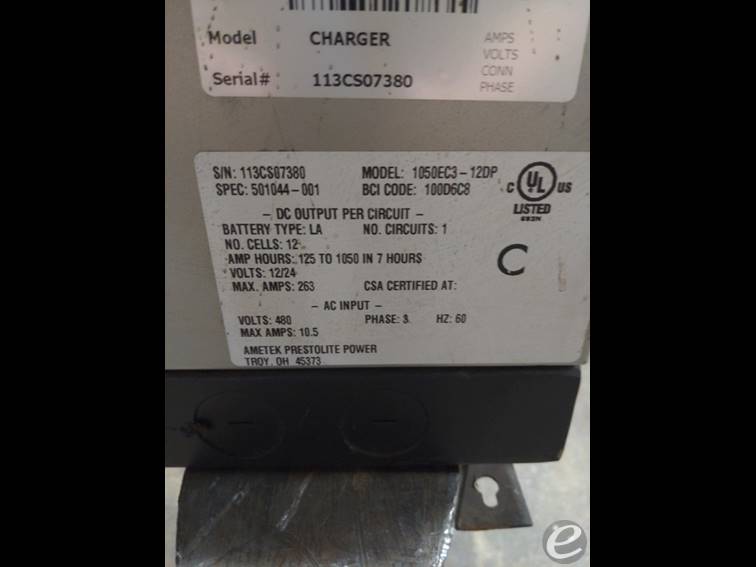 Model CHARGER AMPS
VOLTS
CONN
Serial# 113CS07380 PHASE
S/N: 113CS07380 MODEL: 1050EC3-12DP
SPEC: 501044-001 BCI CODE: 100D6C8
C UL US
LISTED
- DC OUTPUT PER CIRCUIT -
BATTERY TYPE: LA NO. CIRCUITS: 1
NO. CELLS: 12
AMP HOURS: 125 TO 1050 IN 7 HOURS
C
VOLTS: 12/24
MAX. AMPS: 263 CSA CERTIFIED AT:
- AC INPUT -
VOLTS: 480 PHASE: 3 HZ: 60
MAX AMPS: 10.5
AMETEK PRESTOLITE POWER
TROY, OH 45373
e